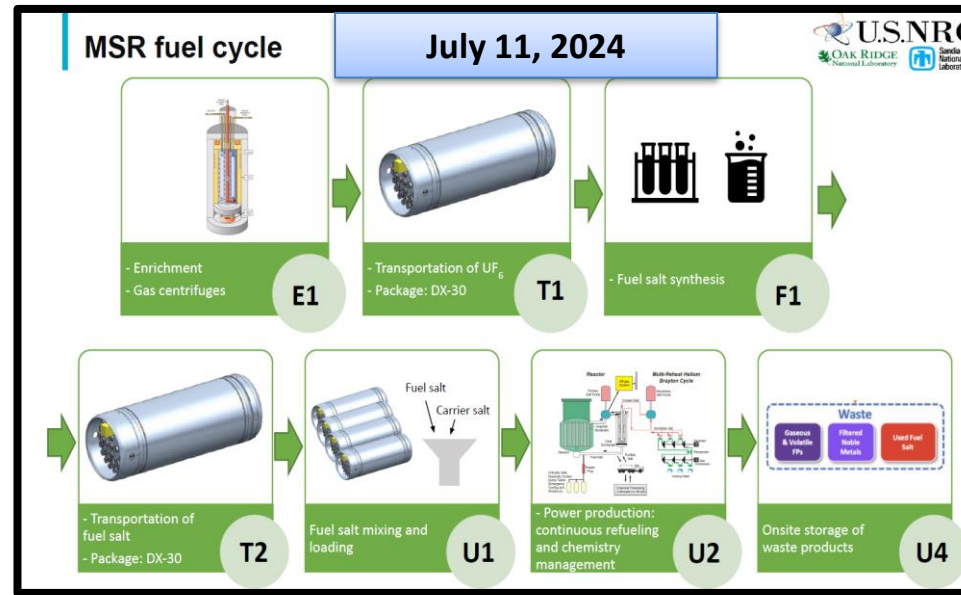 MSR fuel cycle
July 11, 2024
U.S.NRC
OAK RIDGE
National Laboratory
Sandia
National
Laborat
- Enrichment
- Gas centrifuges
E1
- Transportation of UF6
- Package: DX-30
T1
- Fuel salt synthesis
F1
- Transportation of
fuel salt
- Package: DX-30
T2
Fuel salt
Carrier salt
Fuel salt mixing and
loading
U1
Reactor
Multi-Reheat Helium
Brayton Cycle
- Power production:
continuous refueling
and chemistry
management
U2
Waste
Gaseous
& Volatile
FPs
Filtered
Noble
Metals
Used Fuel
Salt
Onsite storage of
waste products
U4